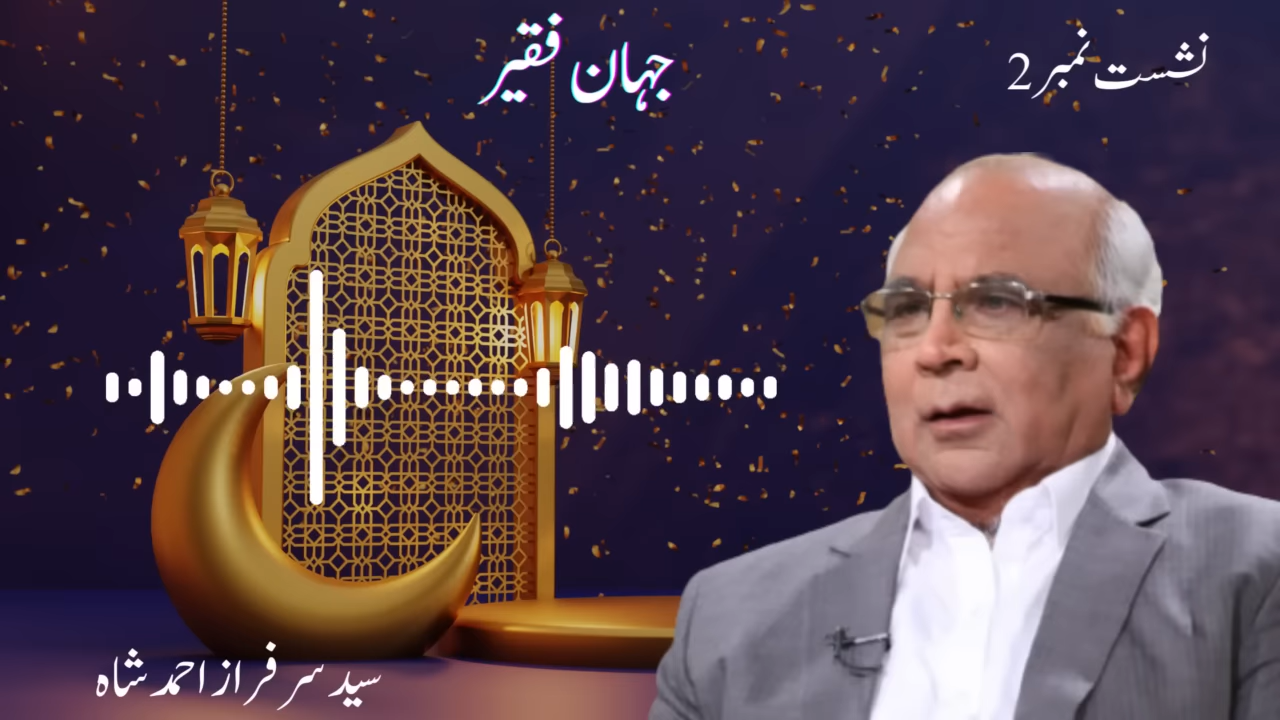 جہان فقیر
نشست نمبر 2
سید سرفراز احمد شاہ